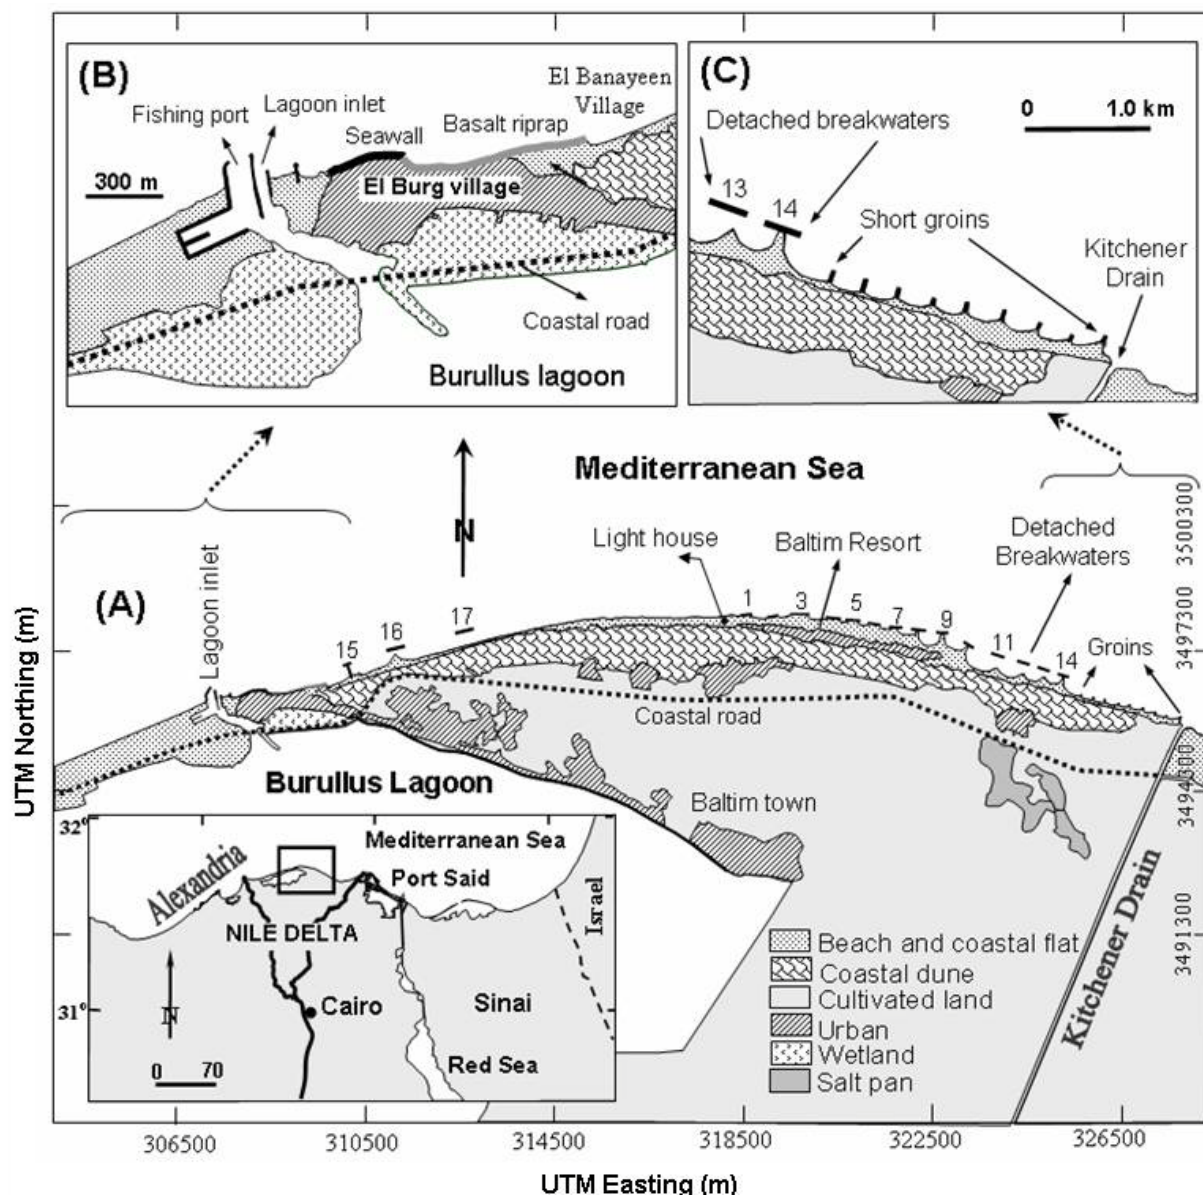 (B)
El Banayeen
Village
Fishing port
Lagoon inlet
Seawall
Basalt riprap
300 m
El Burg village
Coastal road
Burullus lagoon
(C)
0 1.0 km
Detached breakwaters
13
14
Short groins
Kitchener
Drain
Mediterranean Sea
N
(A)
Lagoon inlet
15
16
17
Light house
Baltim Resort
1
3
5
7
9
11
14
Detached
Breakwaters
Groins
Coastal road
Burullus Lagoon
Baltim town
Kitchener Drain
3500300
3497300
3494300
3491300
UTM Northing (m)
32°
31°
Mediterranean Sea
Alexandria
Port Said
Israel
NILE DELTA
Cairo
Sinai
Red Sea
N
0 70
Beach and coastal flat
Coastal dune
Cultivated land
Urban
Wetland
Salt pan
306500 310500 314500 318500 322500 326500
UTM Easting (m)